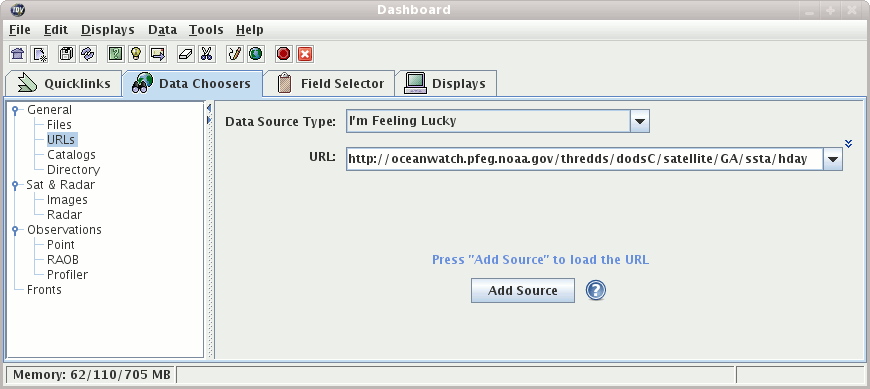 IDV Dashboard
File Edit Displays Data Tools Help
Quicklinks Data Choosers Field Selector Displays
General
Files
URLs
Catalogs
Directory
Sat & Radar
Images
Radar
Observations
Point
RAOB
Profiler
Fronts
Data Source Type: I'm Feeling Lucky
URL: http://oceanwatch.pfeg.noaa.gov/thredds/dodsC/satellite/GA/ssta/hday
Press "Add Source" to load the URL
Add Source ?
Memory: 62/110/705 MB